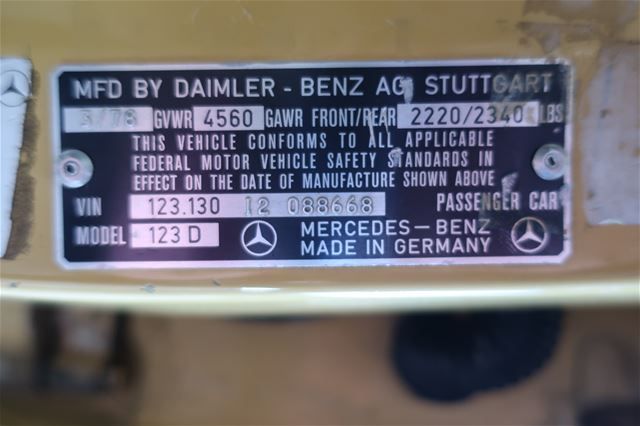 MFD BY DAIMLER - BENZ AG STUTTGART
3/78 GVWR 4560 GAWR FRONT/REAR 2220/2340 LBS
THIS VEHICLE CONFORMS TO ALL APPLICABLE
FEDERAL MOTOR VEHICLE SAFETY STANDARDS IN
EFFECT ON THE DATE OF MANUFACTURE SHOWN ABOVE
VIN 123.130 12 088668 PASSENGER CAR
MODEL 123 D MERCEDES-BENZ
MADE IN GERMANY